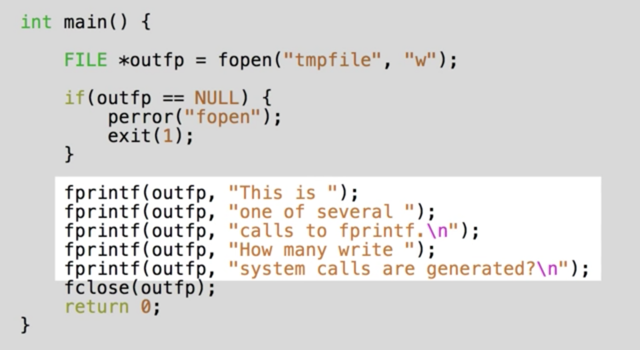 int main() {
FILE *outfp = fopen("tmpfile", "w");
if(outfp == NULL) {
perror("fopen");
exit(1);
}
fprintf(outfp, "This is ");
fprintf(outfp, "one of several ");
fprintf(outfp, "calls to fprintf.\n");
fprintf(outfp, "How many write ");
fprintf(outfp, "system calls are generated?\n");
fclose(outfp);
return 0;
}